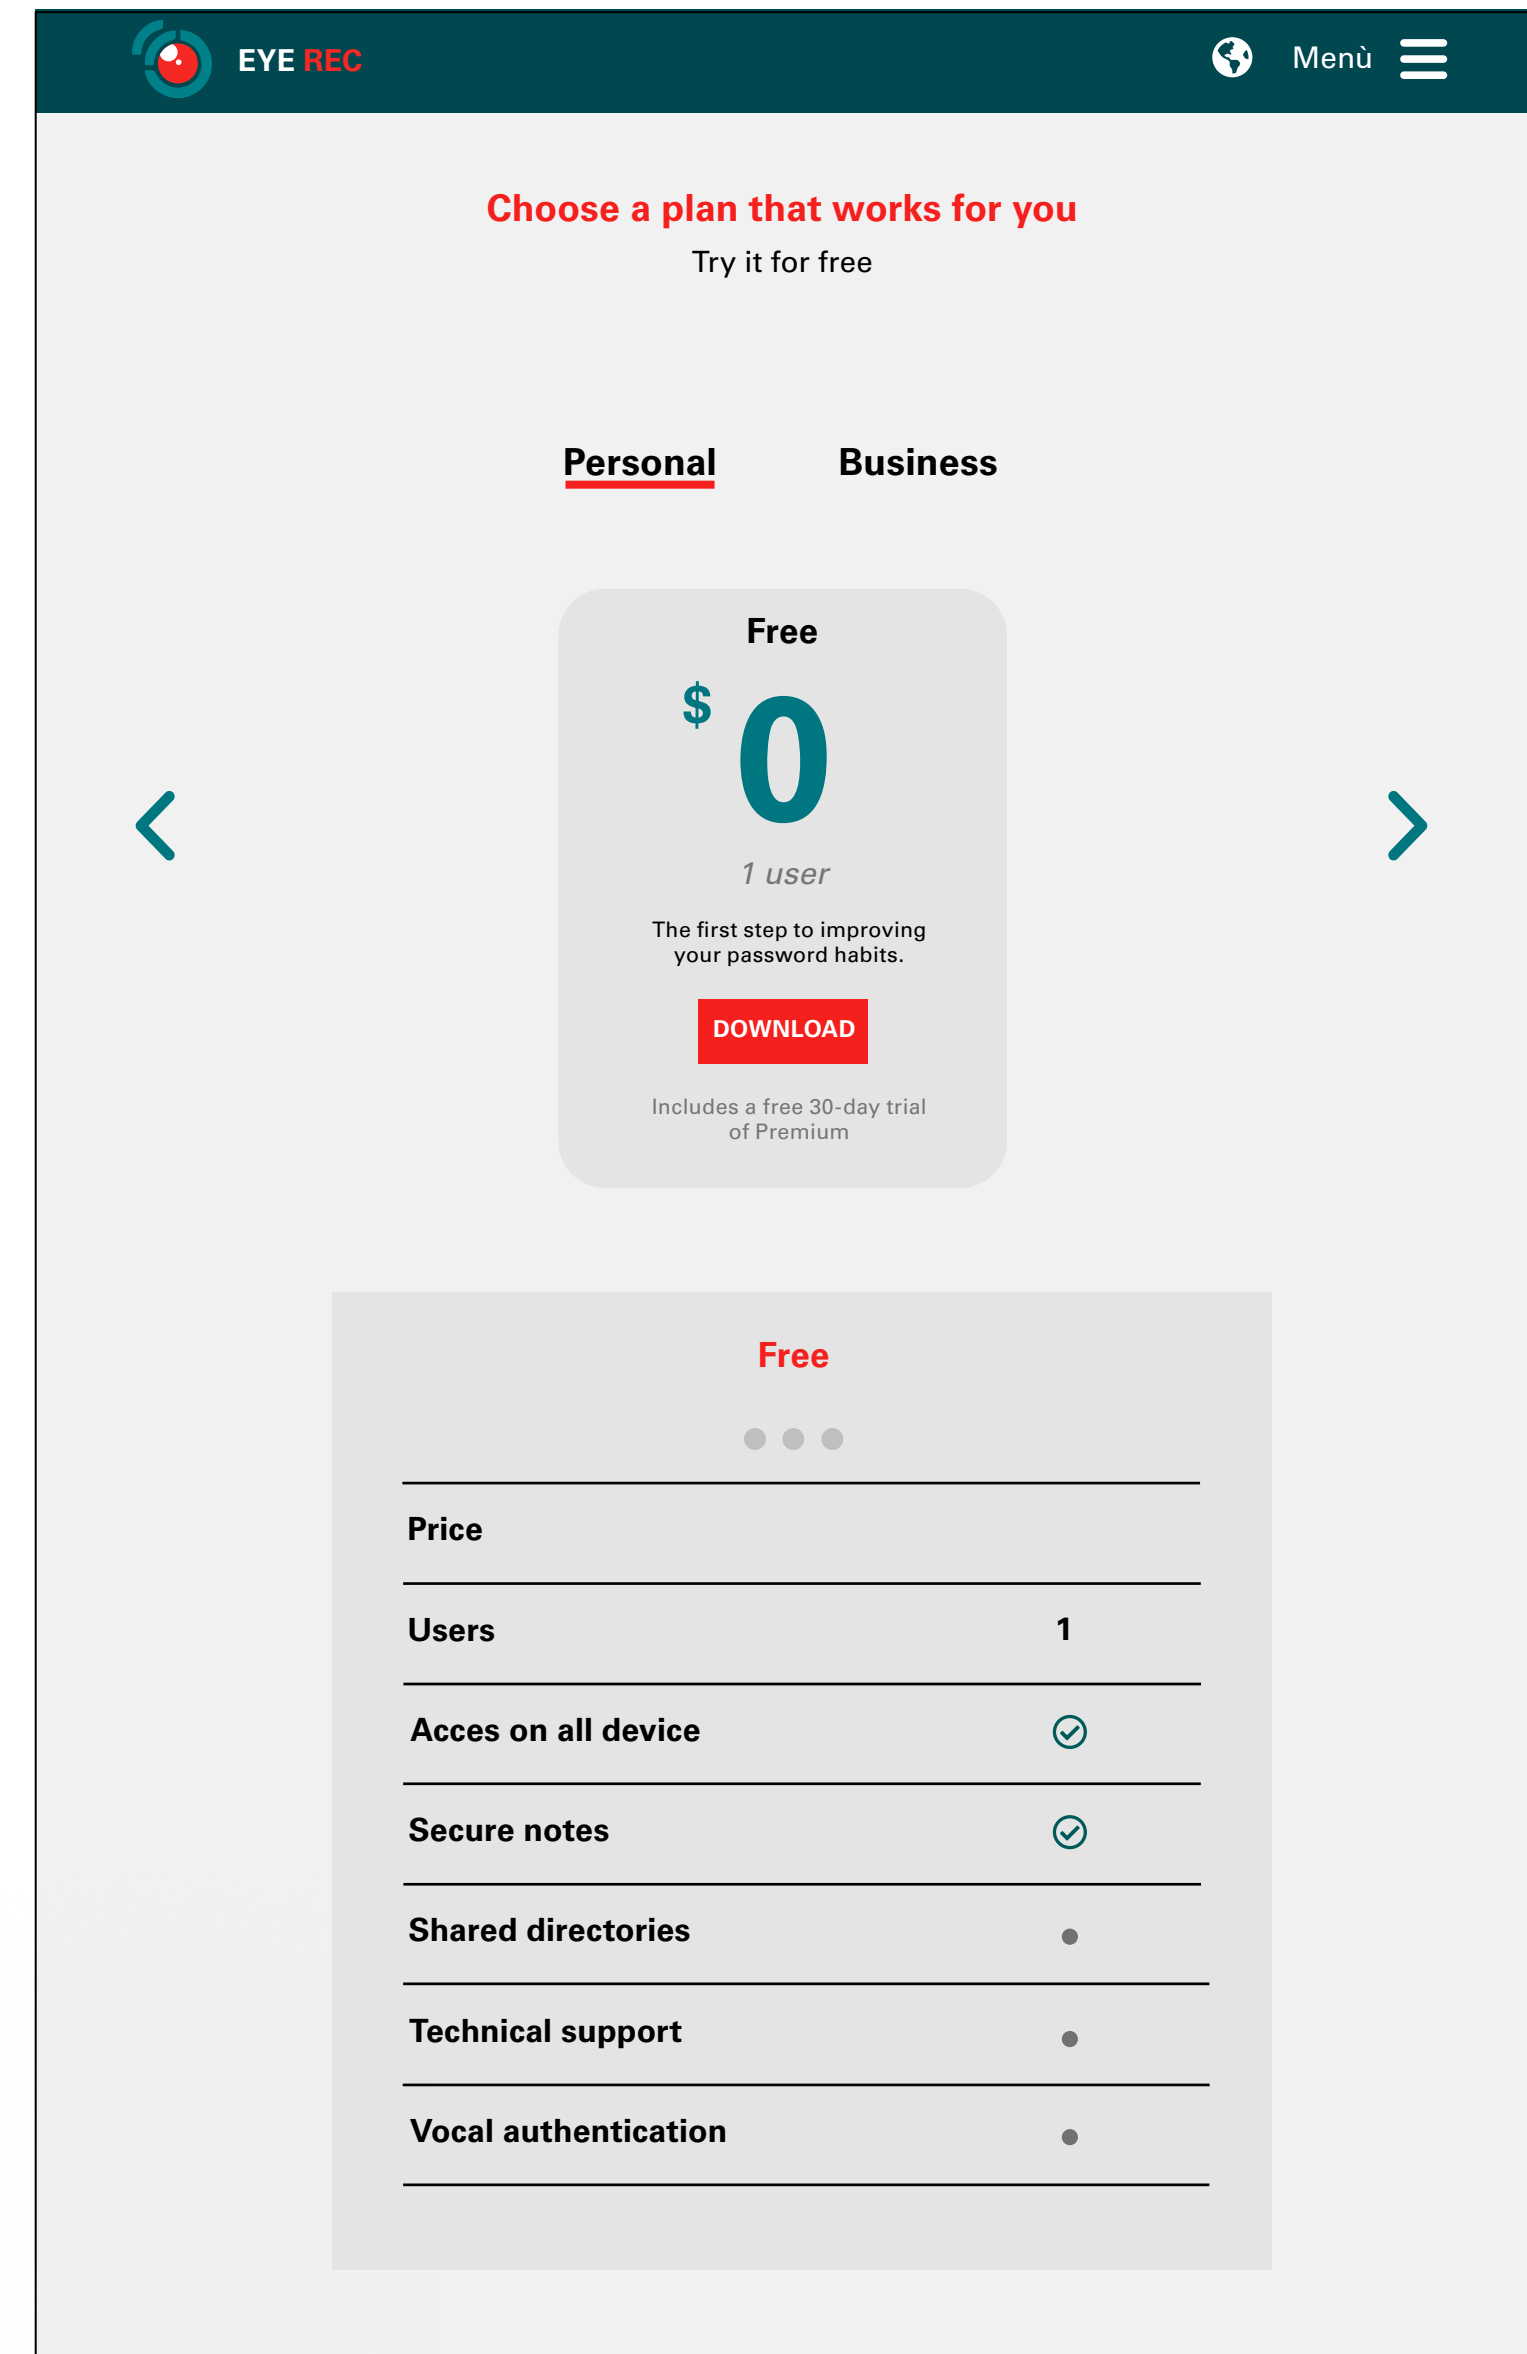 EYE REC
Menù
Choose a plan that works for you
Try it for free
Personal
Business
Free
$ 0
1 user
The first step to improving
your password habits.
DOWNLOAD
Includes a free 30-day trial
of Premium
Free
Price
Users 1
Acces on all device
Secure notes
Shared directories
Technical support
Vocal authentication